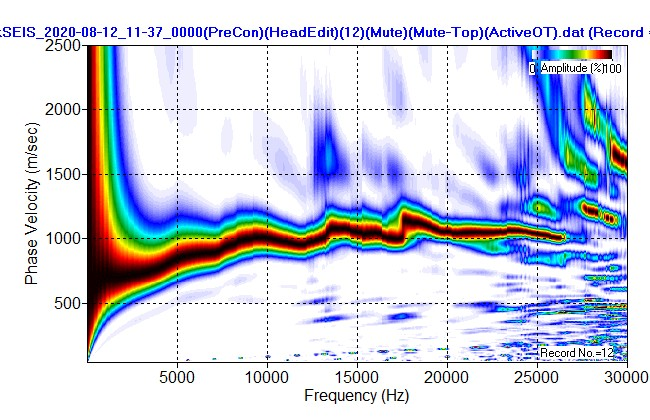 kSEIS_2020-08-12_11-37_0000(PreCon)(HeadEdit)(12)(Mute)(Mute-Top)(ActiveOT).dat (Record =
0 Amplitude (%) 100
Phase Velocity (m/sec)
2500
2000
1500
1000
500
Record No.=12
5000 10000 15000 20000 25000 30000
Frequency (Hz)